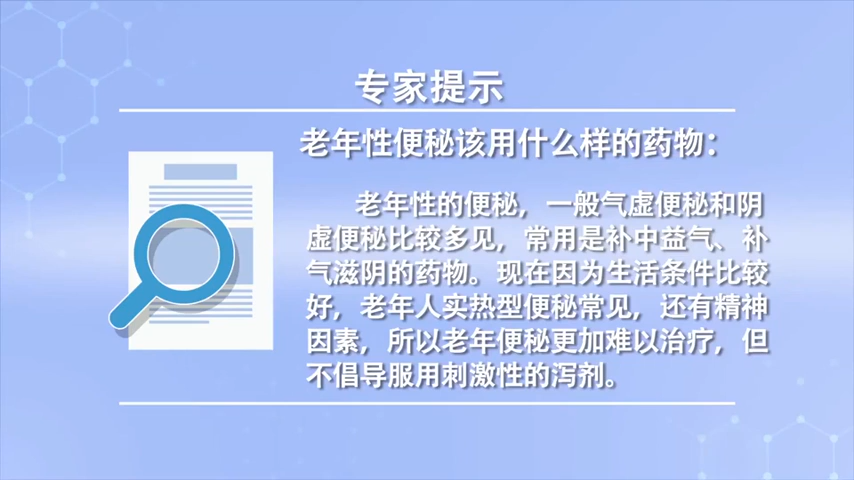 专家提示
老年性便秘该用什么样的药物：
老年性的便秘，一般气虚便秘和阴
虚便秘比较多见，常用是补中益气、补
气滋阴的药物。现在因为生活条件比较
好，老年人实热型便秘常见，还有精神
因素，所以老年便秘更加难以治疗，但
不倡导服用刺激性的泻剂。